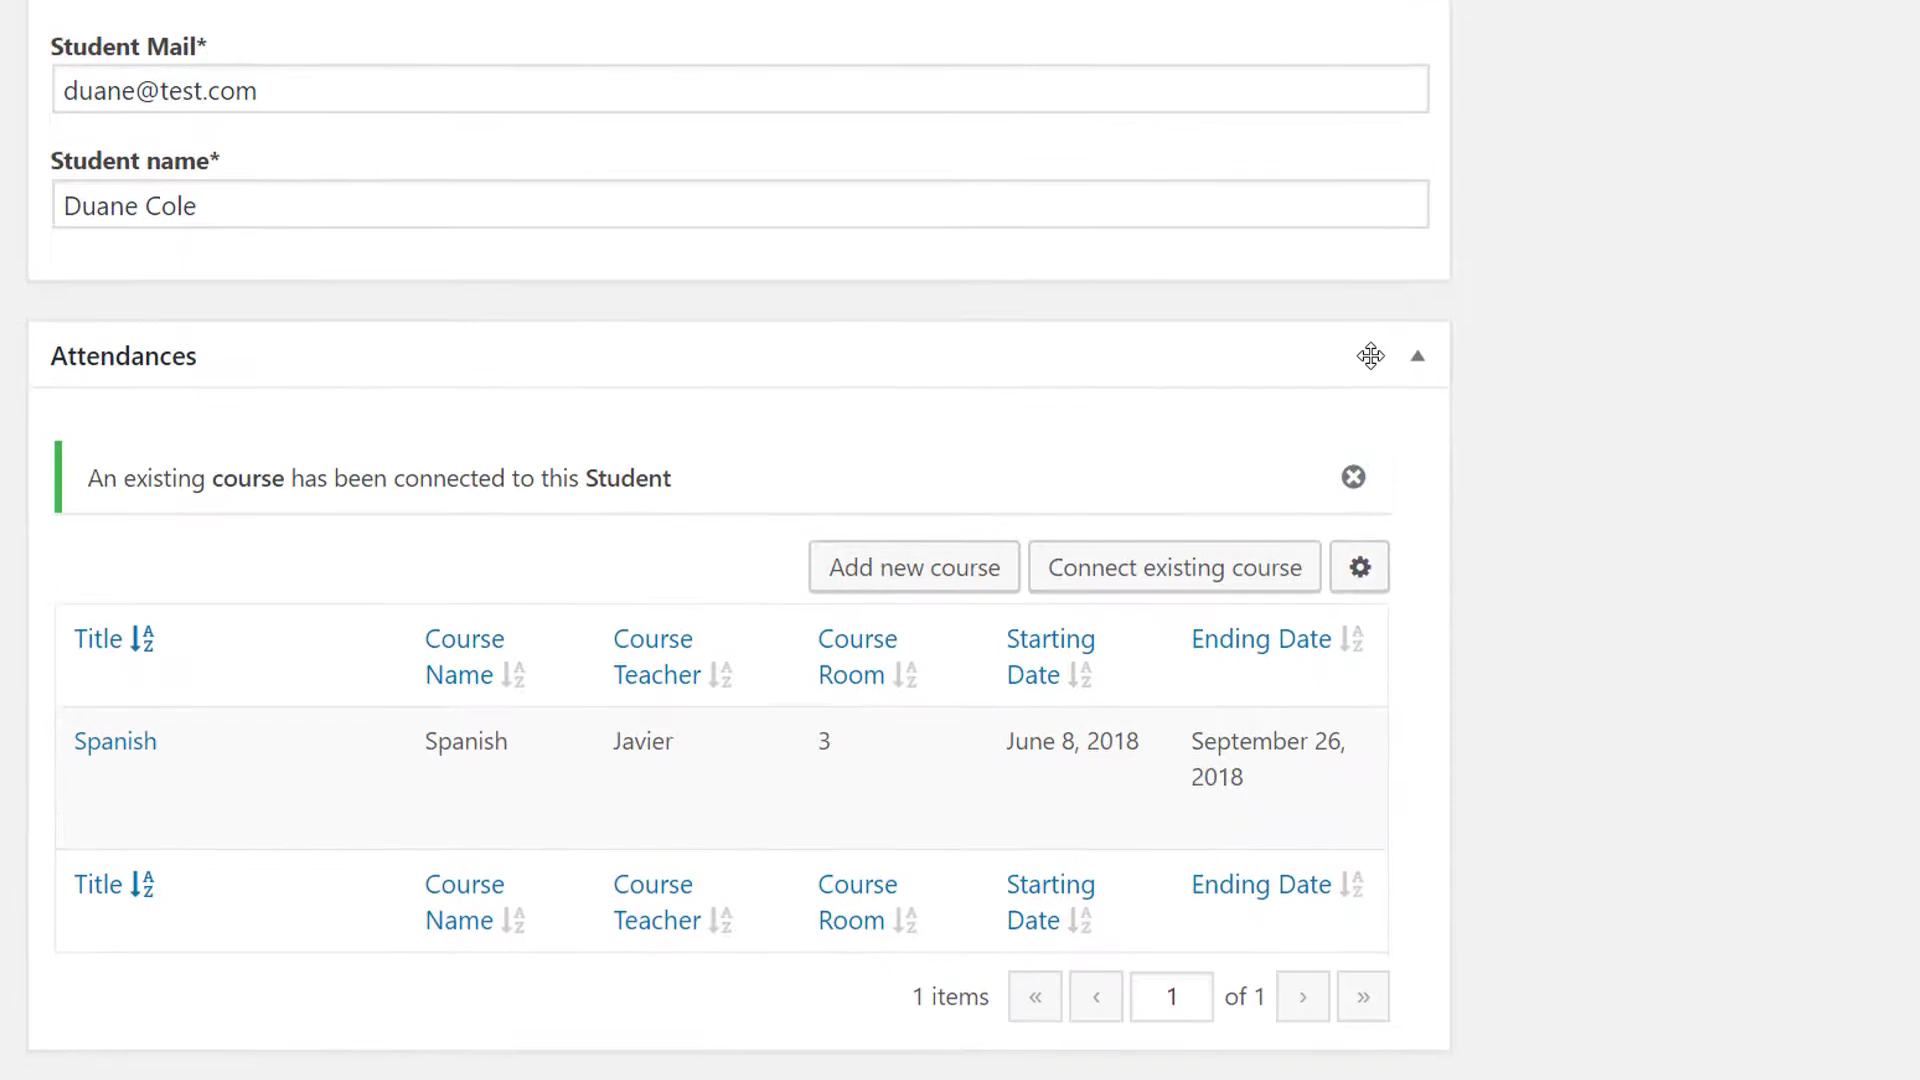 Student Mail*
duane@test.com
Student name*
Duane Cole
Attendances
An existing course has been connected to this Student
Add new course
Connect existing course
Title
Course Name
Course Teacher
Course Room
Starting Date
Ending Date
Spanish
Spanish
Javier
3
June 8, 2018
September 26, 2018
Title
Course Name
Course Teacher
Course Room
Starting Date
Ending Date
1 items « ‹ 1 of 1 › »